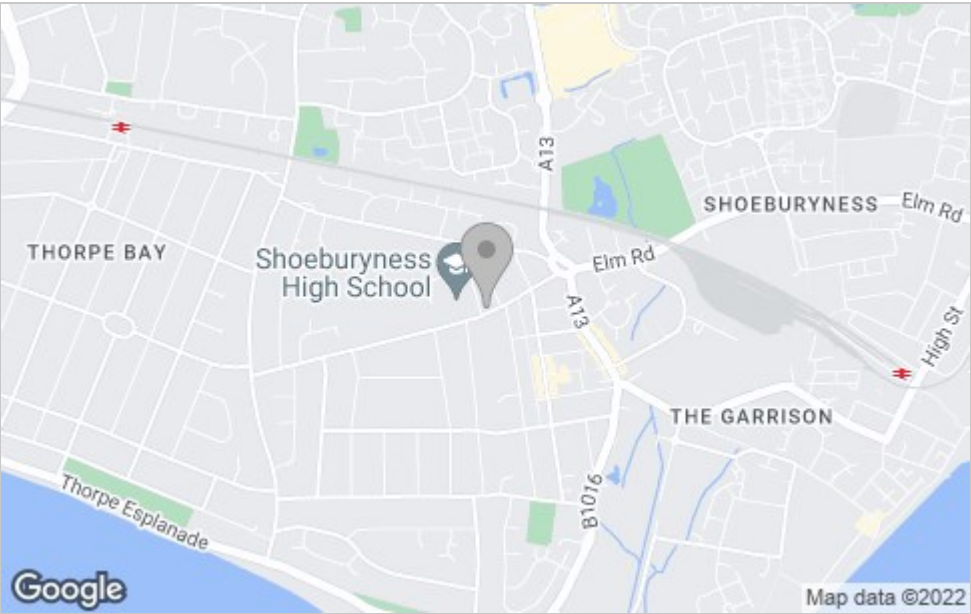 A13
SHOEBURYNESS
Elm Rd
THORPE BAY
Shoeburyness
High School
Elm Rd
A13
High St
THE GARRISON
Thorpe Esplanade
B1016
Google
Map data ©2022